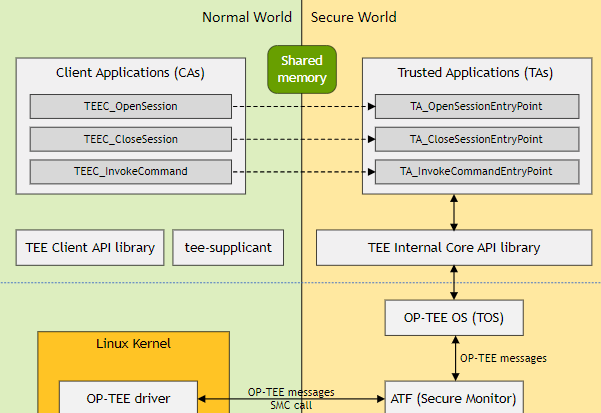 Normal World
Secure World
Shared
memory
Client Applications (CAs)
Trusted Applications (TAs)
TEEC_OpenSession
TA_OpenSessionEntryPoint
TEEC_CloseSession
TA_CloseSessionEntryPoint
TEEC_InvokeCommand
TA_InvokeCommandEntryPoint
TEE Client API library
tee-supplicant
TEE Internal Core API library
OP-TEE OS (TOS)
Linux Kernel
OP-TEE messages
OP-TEE driver
OP-TEE messages
SMC call
ATF (Secure Monitor)